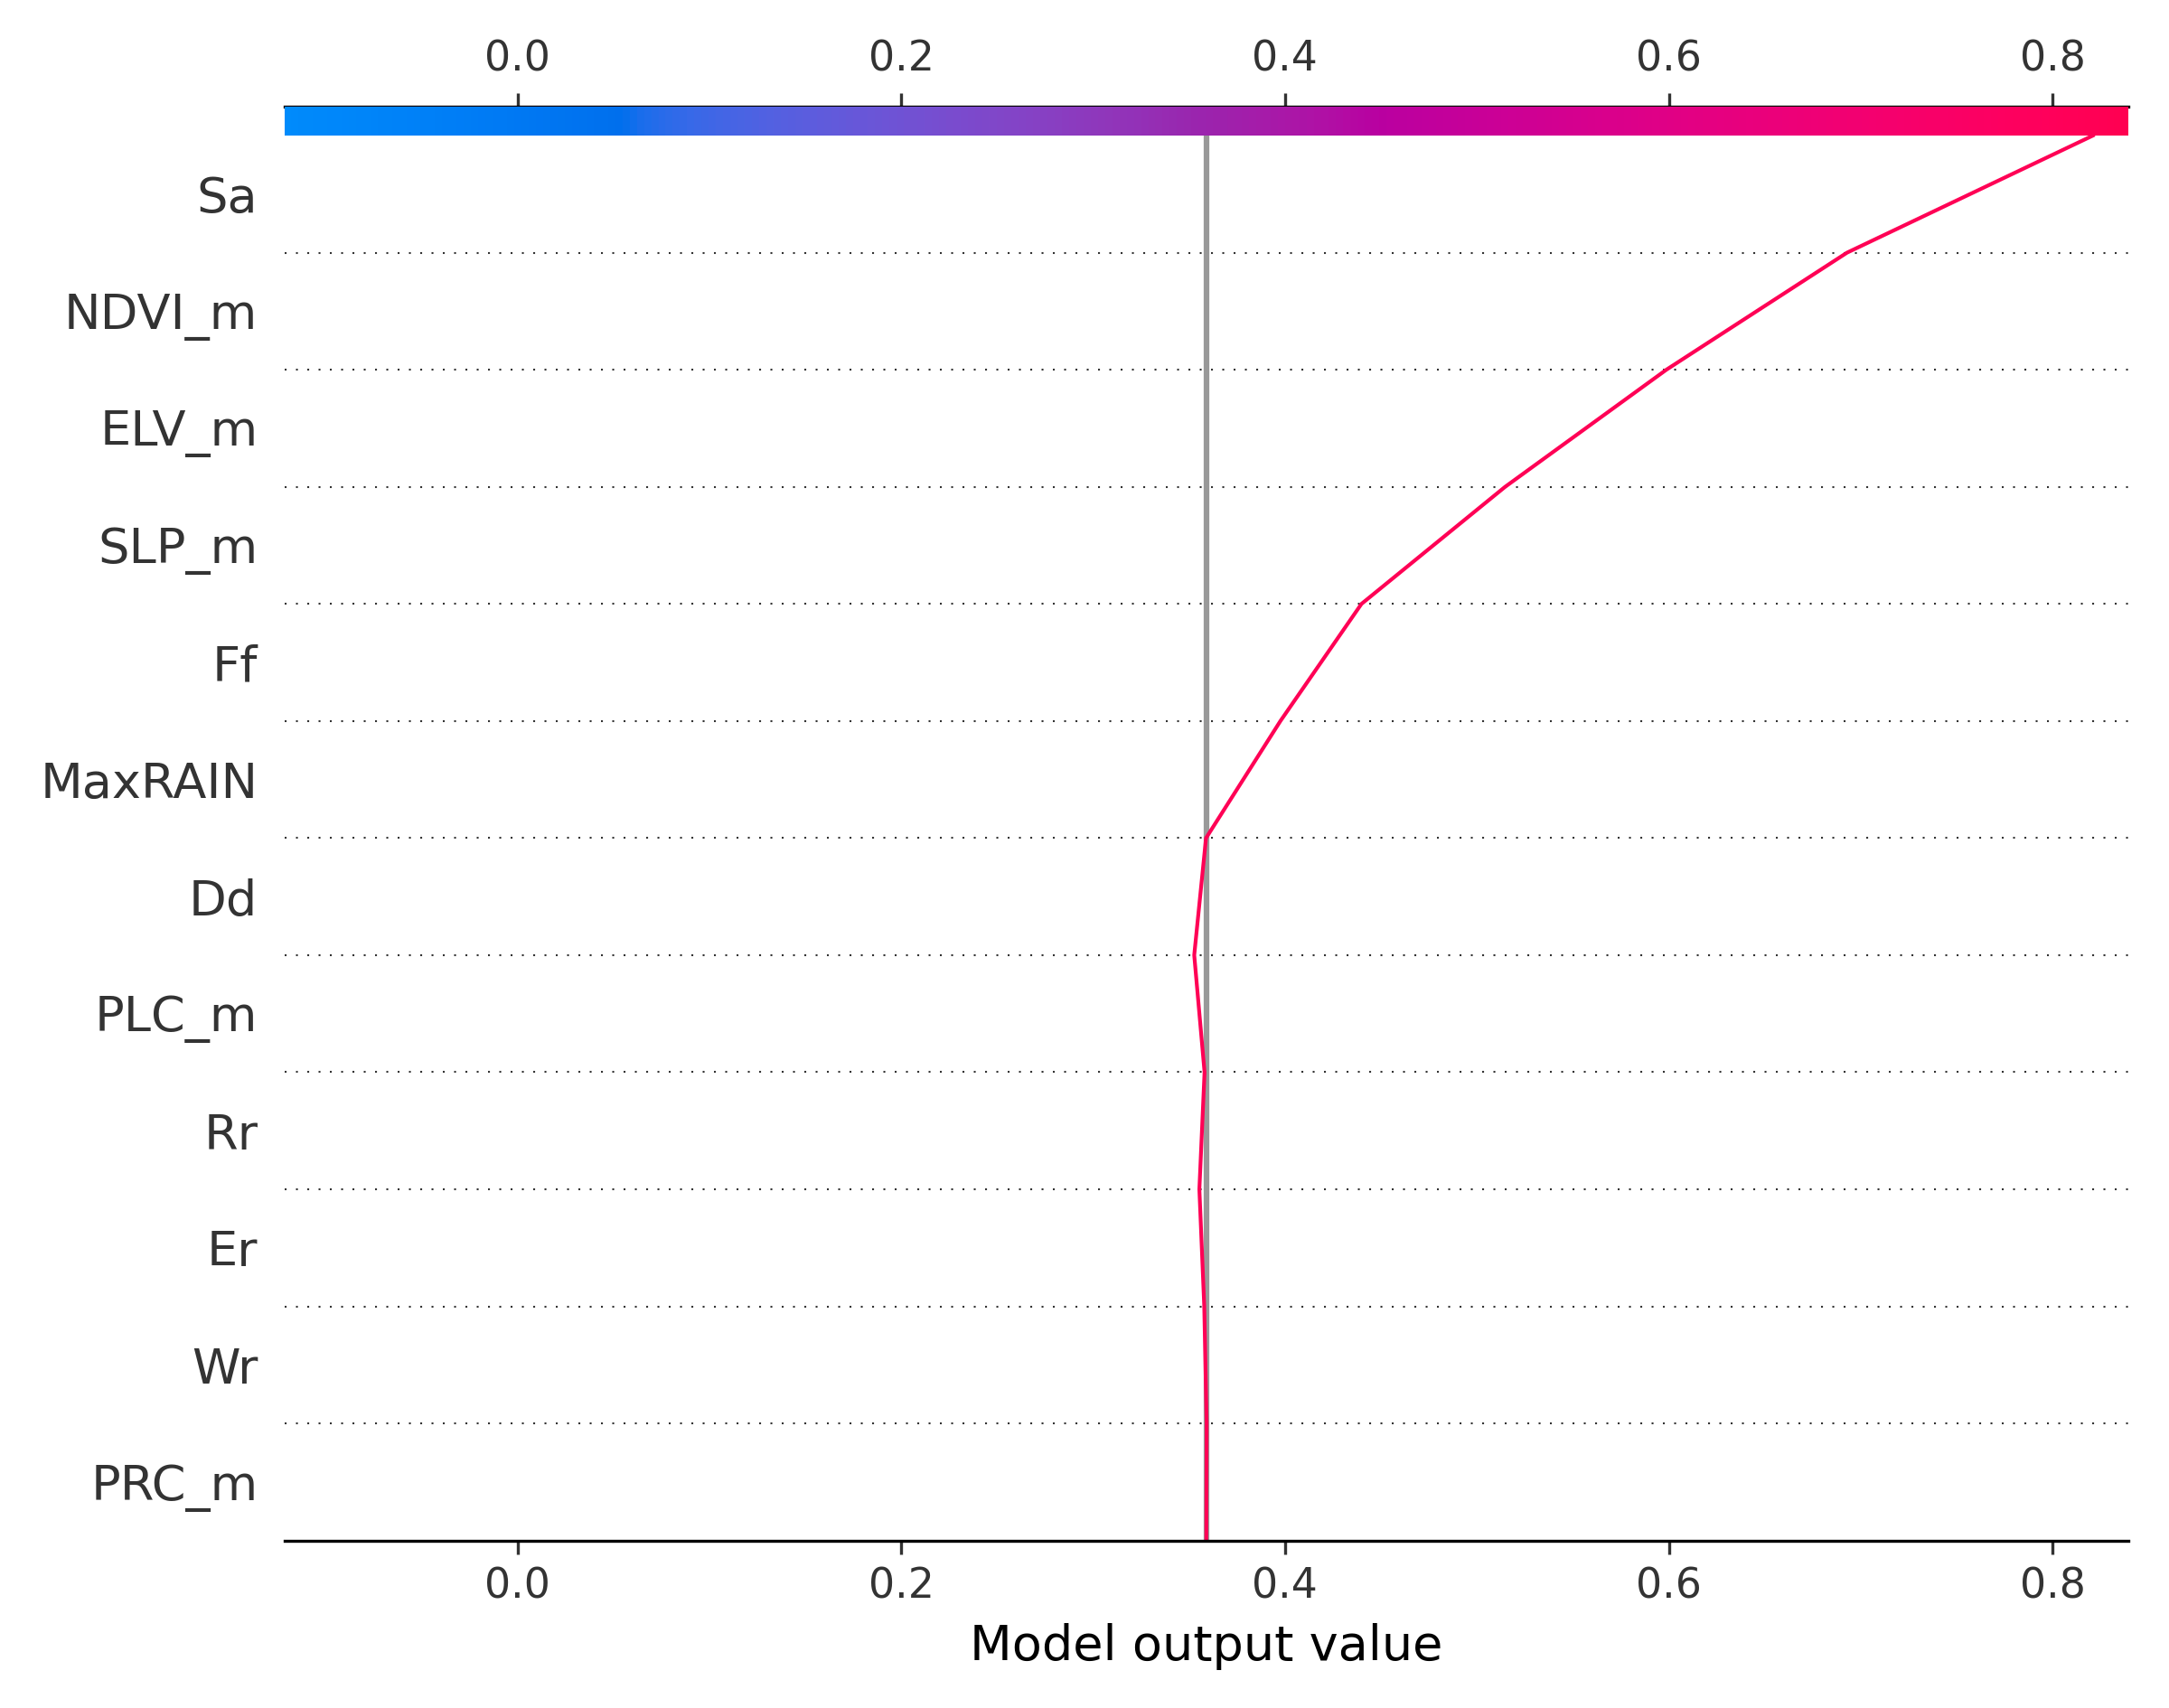 0.0 0.2 0.4 0.6 0.8
Sa
NDVI_m
ELV_m
SLP_m
Ff
MaxRAIN
Dd
PLC_m
Rr
Er
Wr
PRC_m
0.0 0.2 0.4 0.6 0.8
Model output value